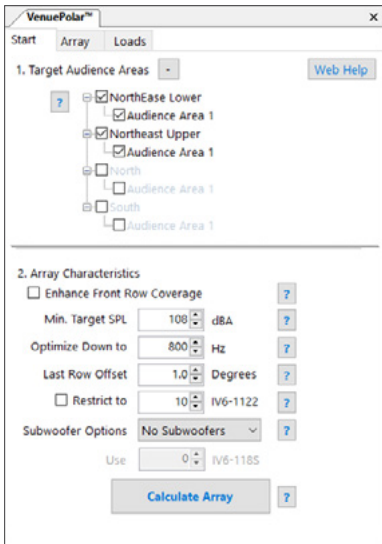 VenuePolar™ ×
Start Array Loads
1. Target Audience Areas - Web Help
? NorthEase Lower
Audience Area 1
Northeast Upper
Audience Area 1
North
Audience Area 1
South
Audience Area 1
2. Array Characteristics
Enhance Front Row Coverage ?
Min. Target SPL 108 dBA ?
Optimize Down to 800 Hz ?
Last Row Offset 1.0 Degrees ?
Restrict to 10 IV6-1122 ?
Subwoofer Options No Subwoofers ?
Use 0 IV6-118S
Calculate Array ?